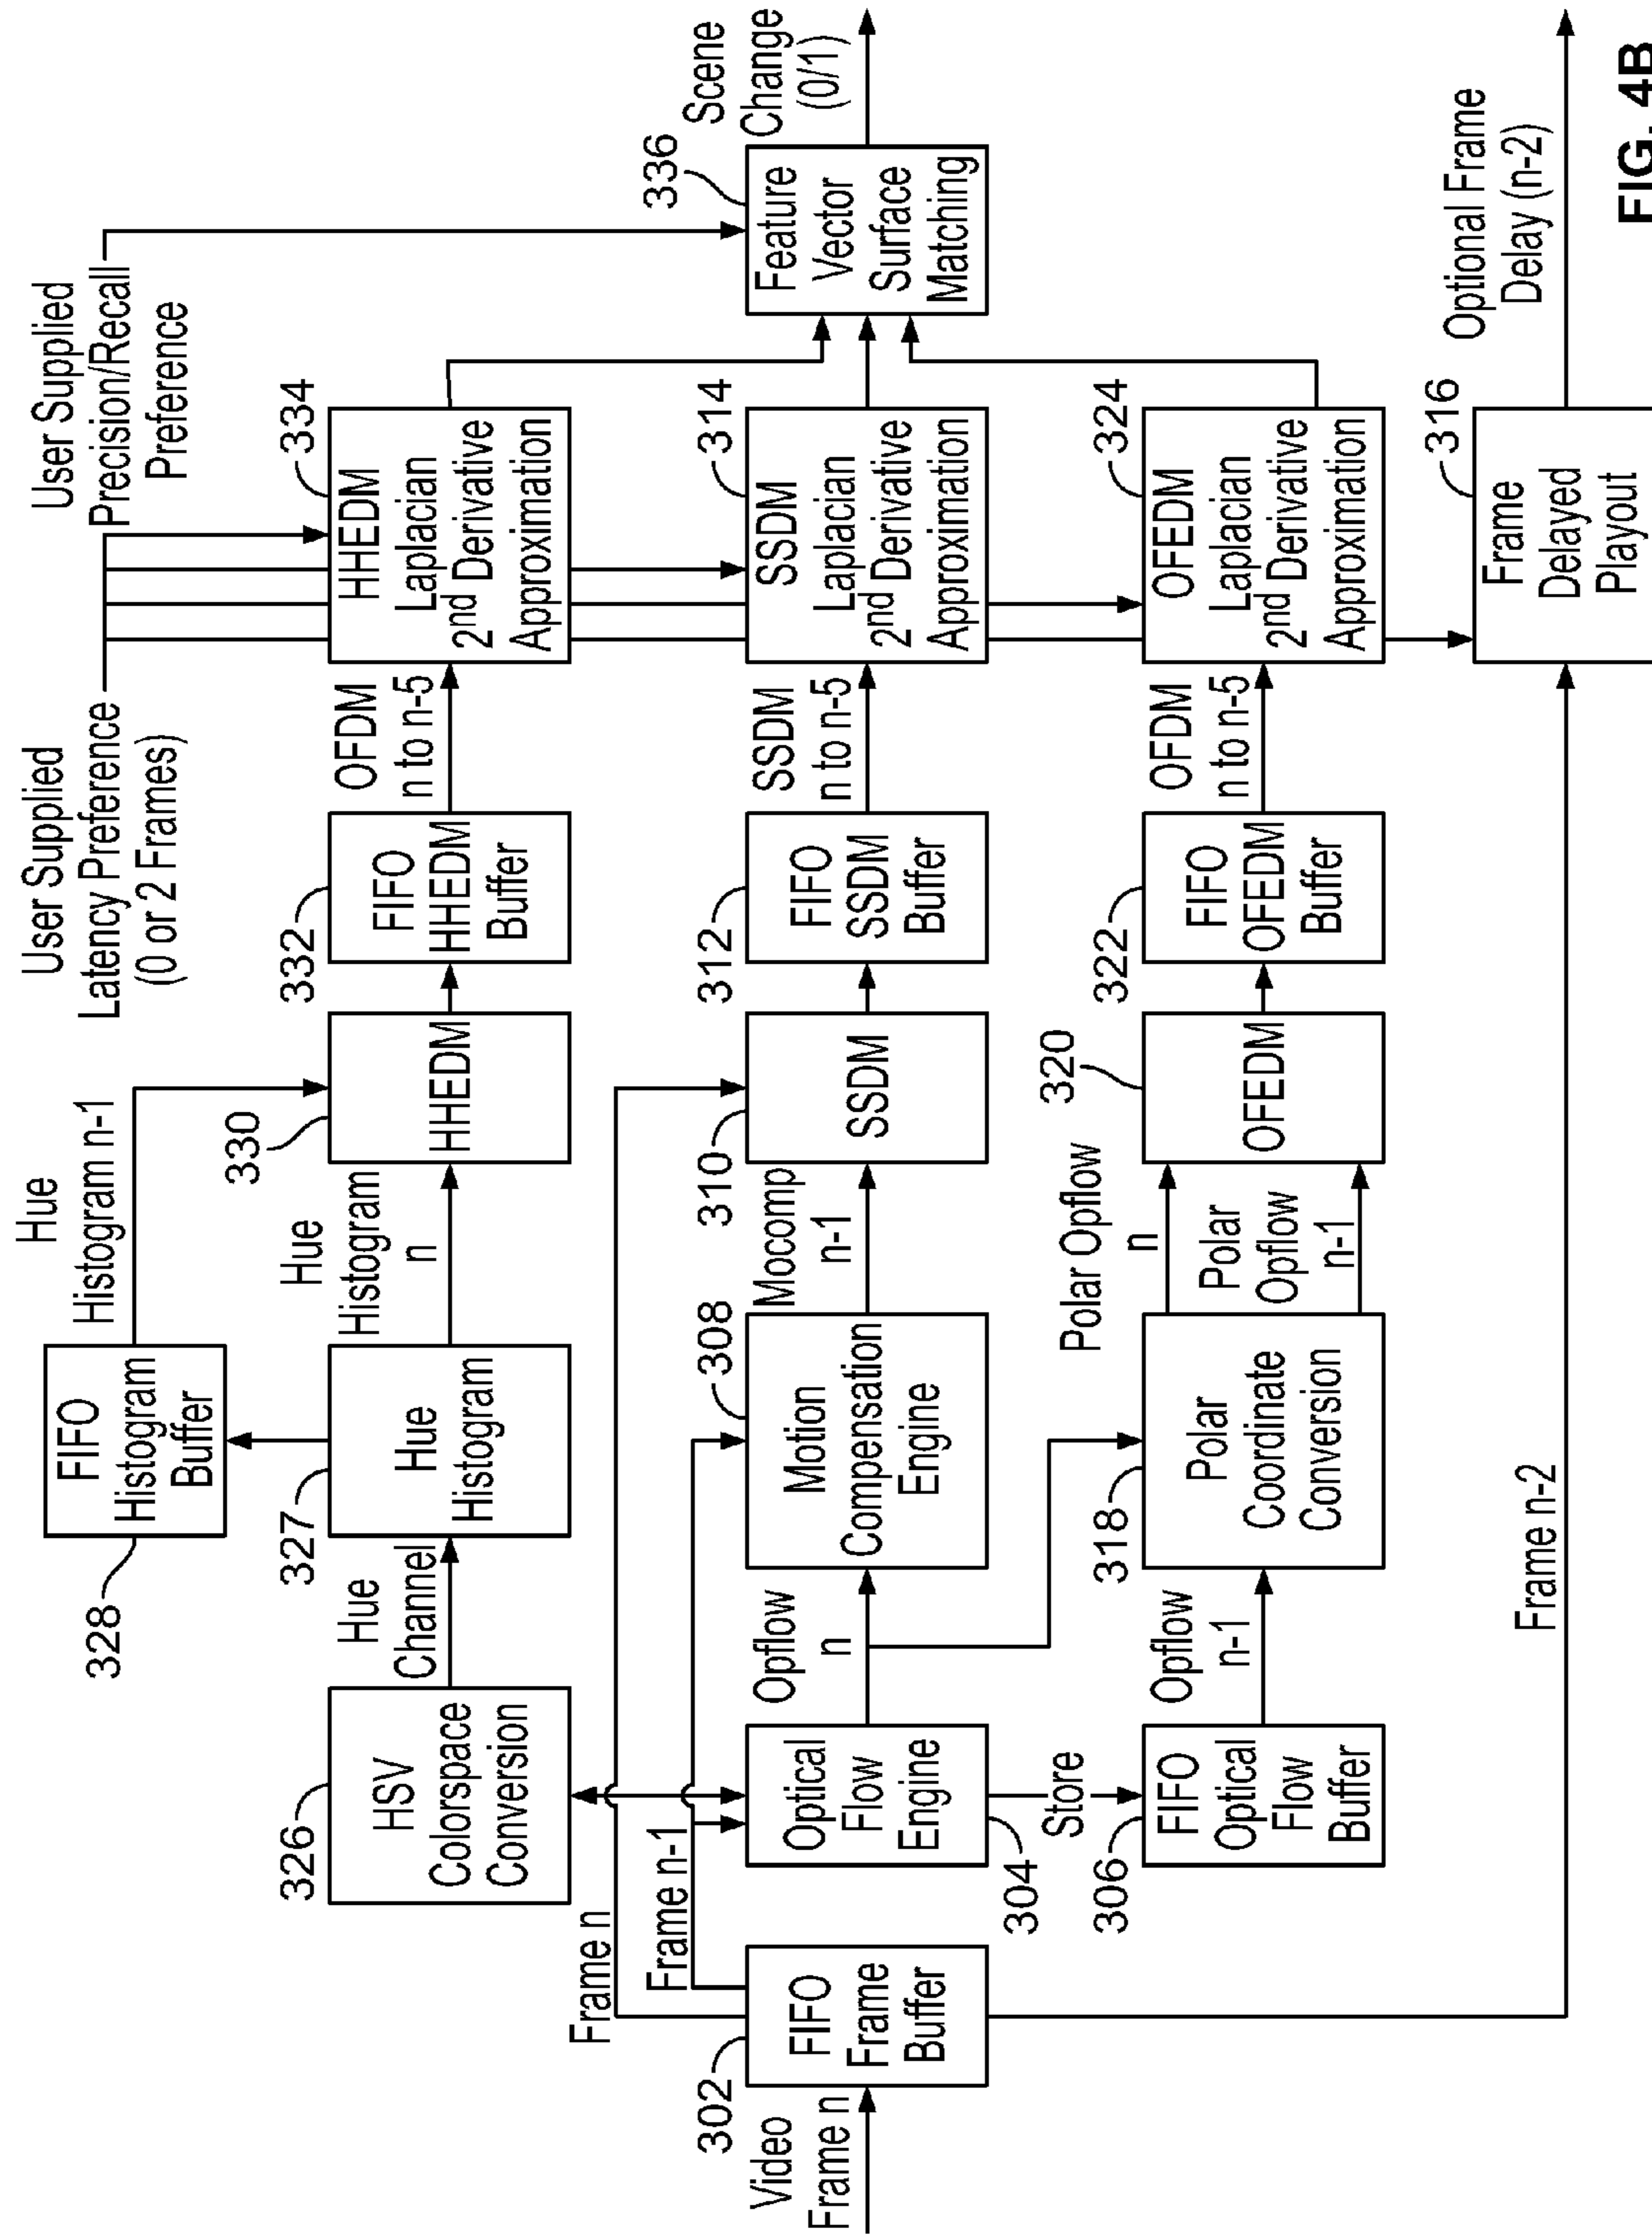 User Supplied
Precision/Recall
Preference
User Supplied
Latency Preference
(0 or 2 Frames)
Hue
Histogram n-1
FIFO
Histogram
Buffer
328
326
HSV
Colorspace
Conversion
Hue
Channel
327
Hue
Histogram
Hue
Histogram
n
330
HHEDM
332
FIFO
HHEDM
Buffer
OFDM
n to n-5
334
HHEDM
Laplacian
2nd Derivative
Approximation
Frame n
Frame n-1
Video
Frame n
302
FIFO
Frame
Buffer
Optical
Flow
Engine
304
Opflow
n
308
Motion
Compensation
Engine
Mocomp
n-1
310
SSDM
312
FIFO
SSDM
Buffer
SSDM
n to n-5
314
SSDM
Laplacian
2nd Derivative
Approximation
336
Feature
Vector
Surface
Matching
Scene
Change
(0/1)
Store
306
FIFO
Optical
Flow
Buffer
Opflow
n-1
318
Polar
Coordinate
Conversion
Polar Opflow
n
Polar
Opflow
n-1
320
OFEDM
322
FIFO
OFEDM
Buffer
OFDM
n to n-5
324
OFEDM
Laplacian
2nd Derivative
Approximation
Frame n-2
316
Frame
Delayed
Playout
Optional Frame
Delay (n-2)
FIG. 4B